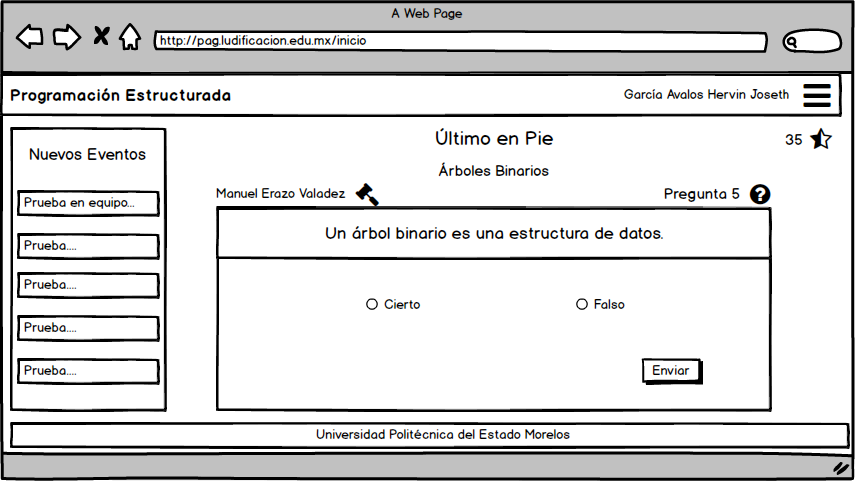 A Web Page
http://pag.ludificacion.edu.mx/inicio
Programación Estructurada
García Avalos Hervin Joseth
Nuevos Eventos
Prueba en equipo...
Prueba....
Prueba....
Prueba....
Prueba....
Último en Pie
35
Árboles Binarios
Manuel Erazo Valadez
Pregunta 5 ?
Un árbol binario es una estructura de datos.
Cierto
Falso
Enviar
Universidad Politécnica del Estado Morelos